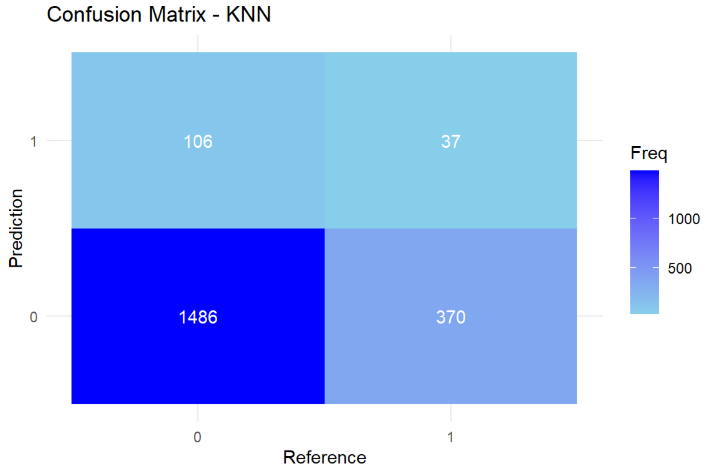 Confusion Matrix - KNN
Prediction
1
0
106
37
1486
370
0
1
Reference
Freq
1000
500